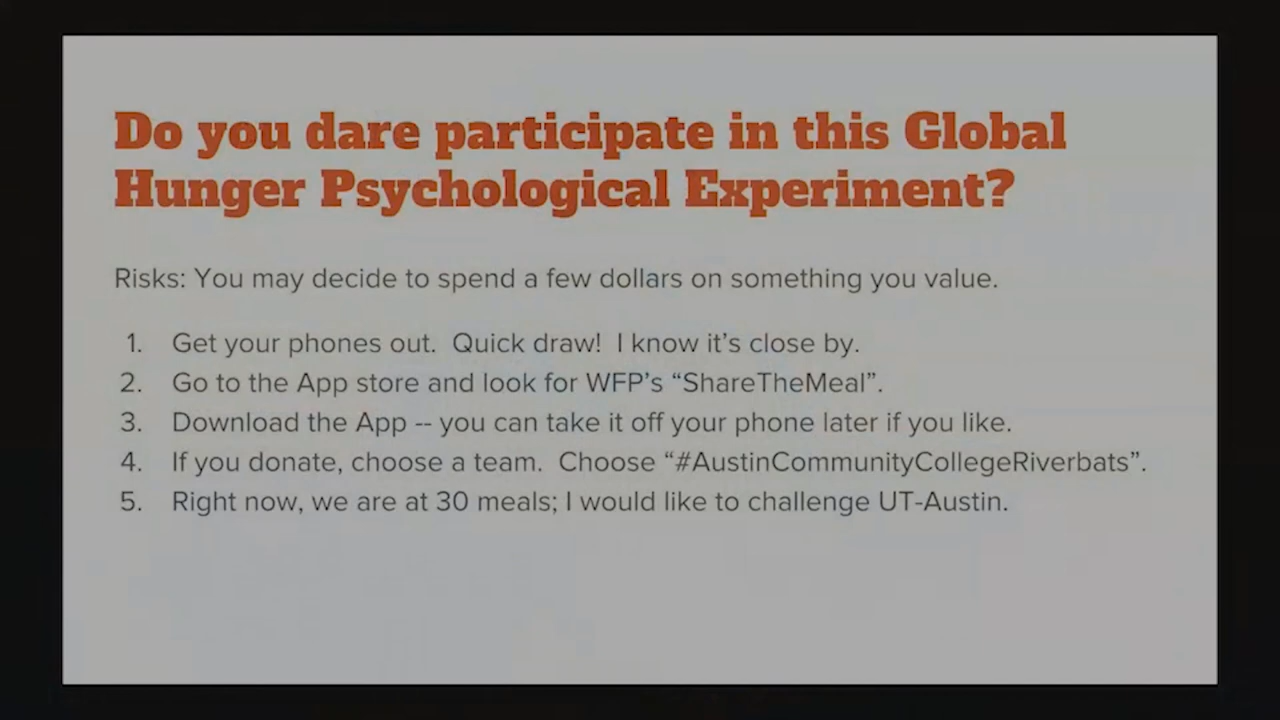 Do you dare participate in this Global
Hunger Psychological Experiment?
Risks: You may decide to spend a few dollars on something you value.
1. Get your phones out. Quick draw! I know it's close by.
2. Go to the App store and look for WFP's “ShareTheMeal”.
3. Download the App -- you can take it off your phone later if you like.
4. If you donate, choose a team. Choose “#AustinCommunityCollegeRiverbats”.
5. Right now, we are at 30 meals; I would like to challenge UT-Austin.